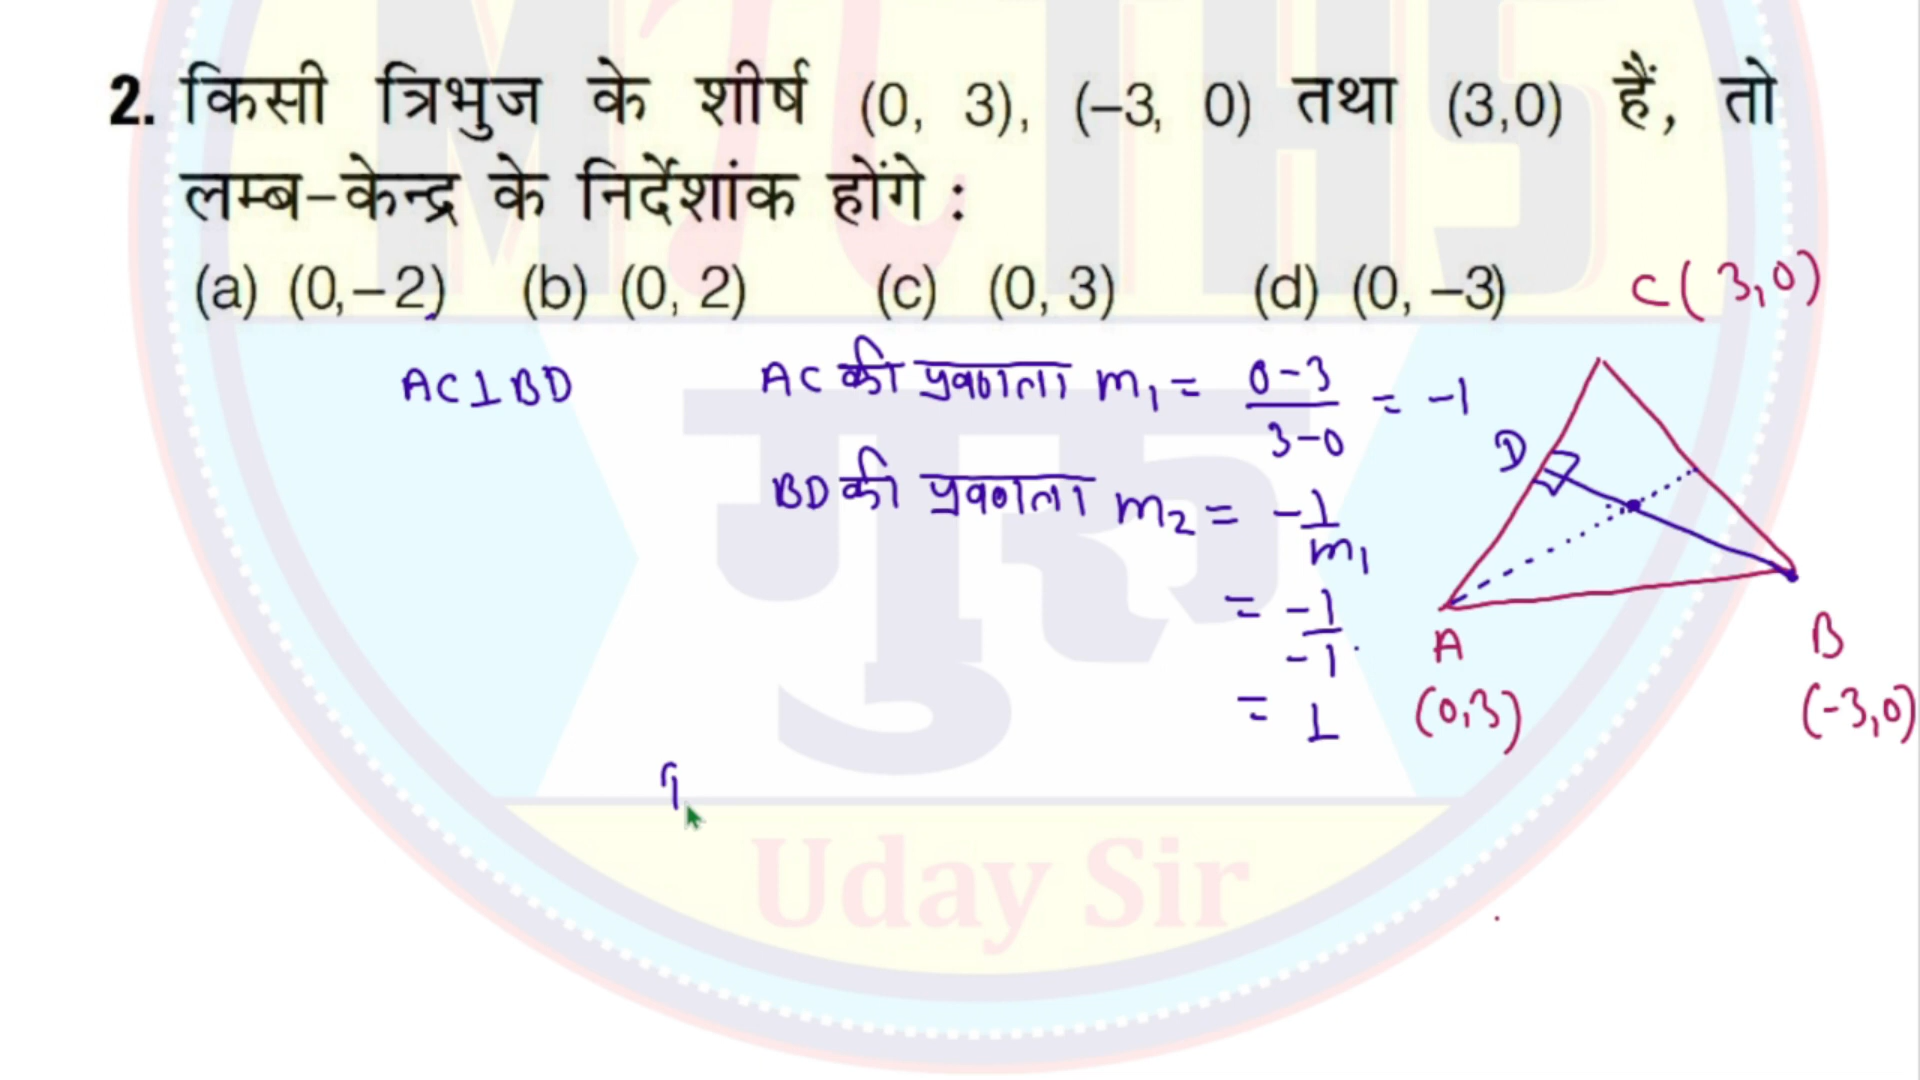 2. किसी त्रिभुज के शीर्ष (0, 3), (–3, 0) तथा (3,0) हैं, तो
लम्ब-केन्द्र के निर्देशांक होंगे :
(a) (0,–2) (b) (0, 2) (c) (0, 3) (d) (0, –3)
C(3,0)
AC⊥BD
AC की प्रवणता m₁ = 0-3/3-0 = -1
D
BD की प्रवणता m₂ = -1/m₁
= -1/-1
= 1
A
(0,3)
B
(-3,0)
MπTHS
गुरु
Uday Sir